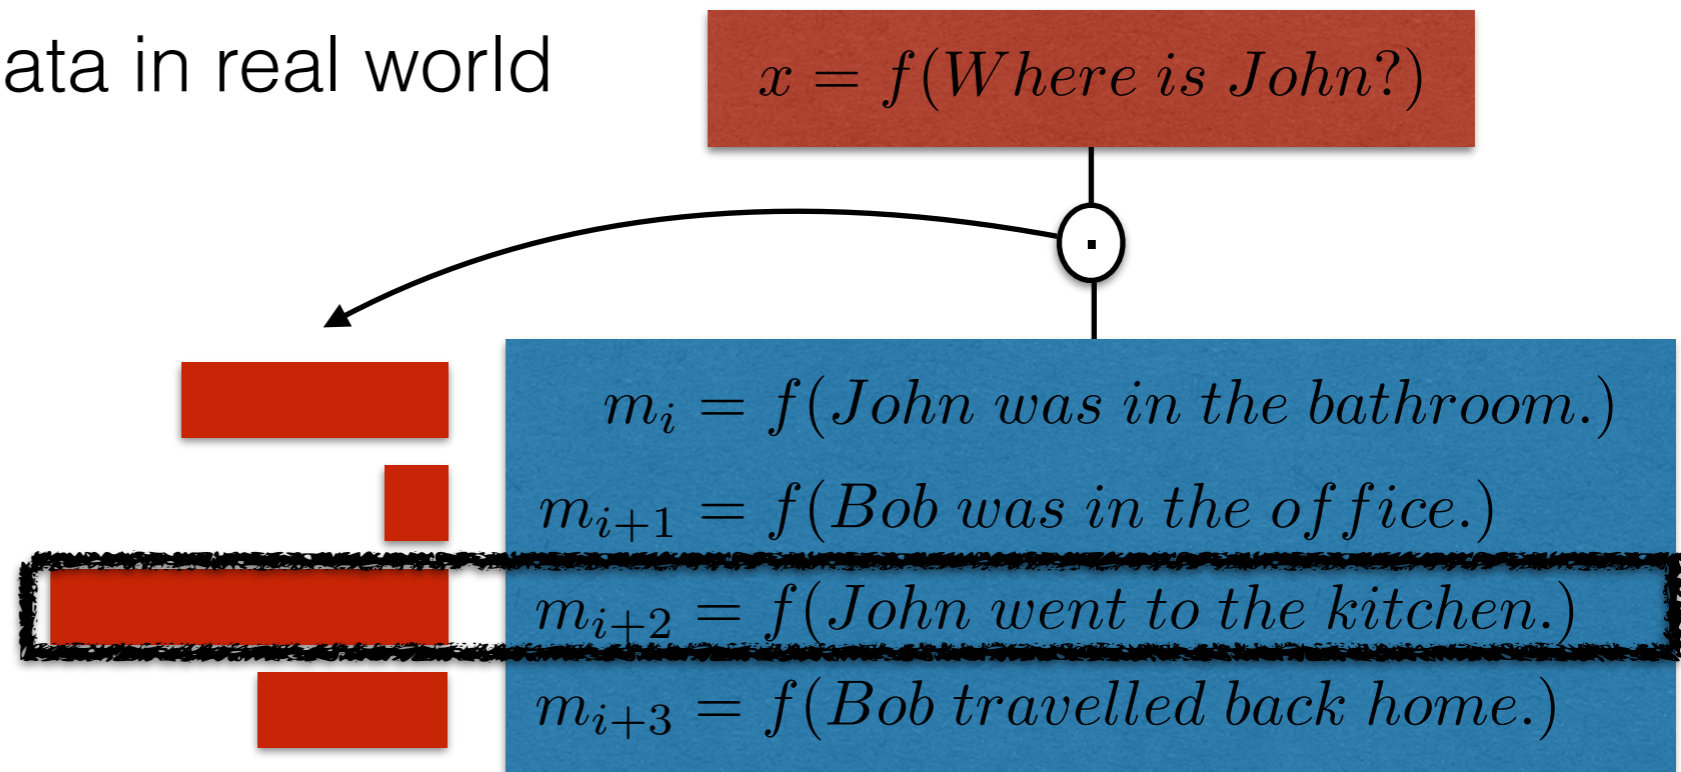 ata in real world
x = f(Where is John?)
.
m_i = f(John was in the bathroom.)
m_{i+1} = f(Bob was in the office.)
m_{i+2} = f(John went to the kitchen.)
m_{i+3} = f(Bob travelled back home.)